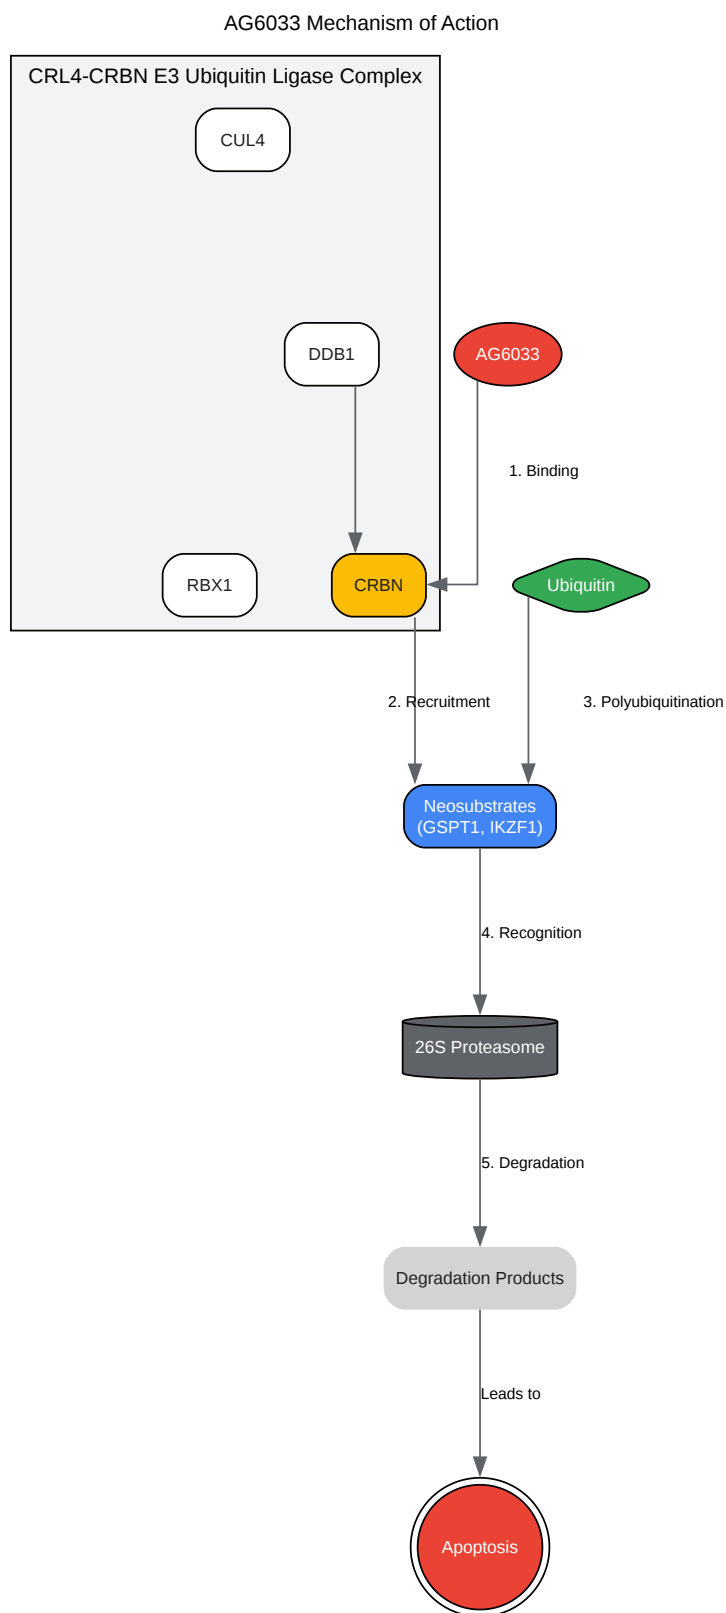 AG6033 Mechanism of Action
CRL4-CRBN E3 Ubiquitin Ligase Complex
CUL4
DDB1
AG6033
1. Binding
RBX1
CRBN
Ubiquitin
2. Recruitment
3. Polyubiquitination
Neosubstrates
(GSPT1, IKZF1)
4. Recognition
26S Proteasome
5. Degradation
Degradation Products
Leads to
Apoptosis